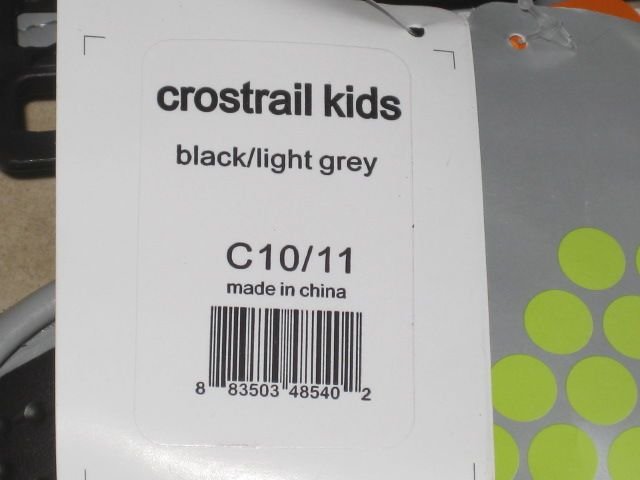 crostrail kids
black/light grey
C10/11
made in china
8 83503 48540 2